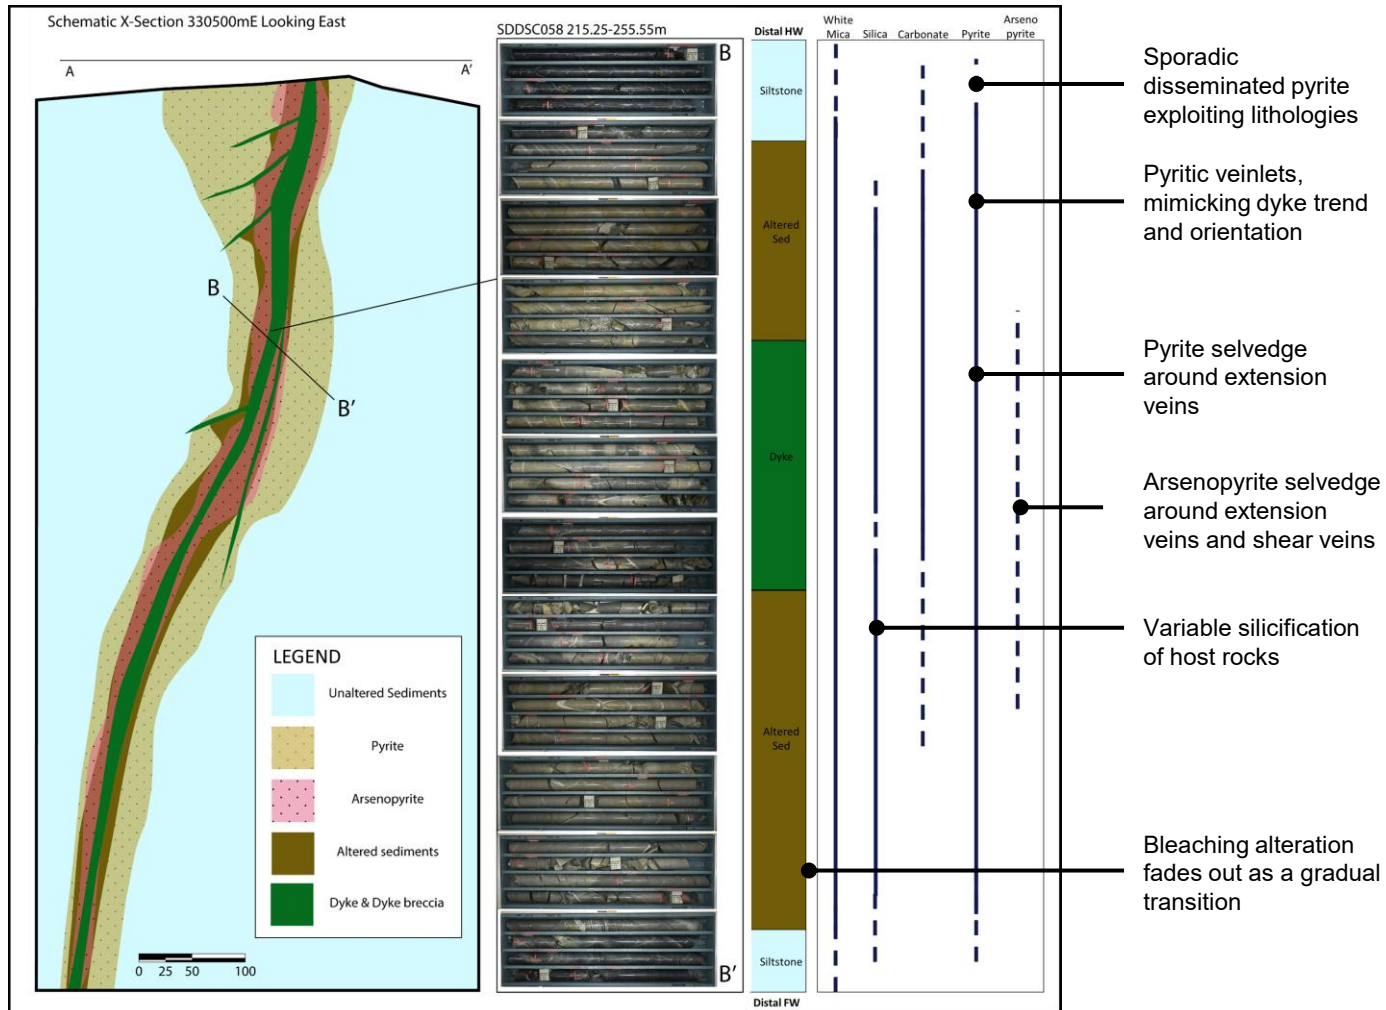 Schematic X-Section 330500mE Looking East
A
A'
B
B'
LEGEND
Unaltered Sediments
Pyrite
Arsenopyrite
Altered sediments
Dyke & Dyke breccia
0 25 50 100
SDDSC058 215.25-255.55m
B
B'
Distal HW
Siltstone
Altered
Sed
Dyke
Altered
Sed
Siltstone
Distal FW
White
Mica
Silica
Carbonate
Pyrite
Arseno
pyrite
Sporadic
disseminated pyrite
exploiting lithologies
Pyritic veinlets,
mimicking dyke trend
and orientation
Pyrite selvedge
around extension
veins
Arsenopyrite selvedge
around extension
veins and shear veins
Variable silicification
of host rocks
Bleaching alteration
fades out as a gradual
transition